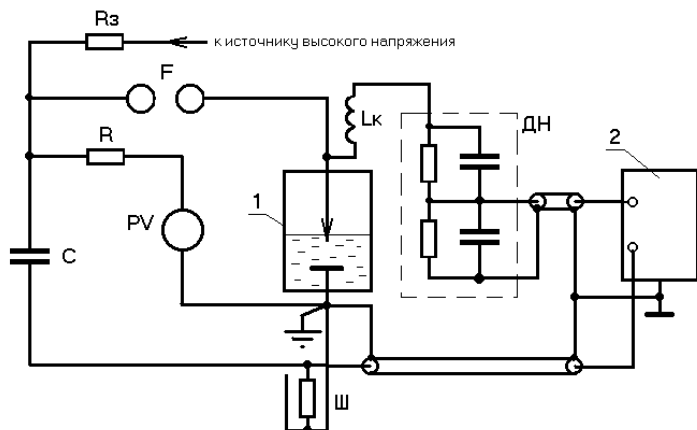 Rз
к источнику высокого напряжения
F
Lк
ДН
R
2
1
PV
С
Ш